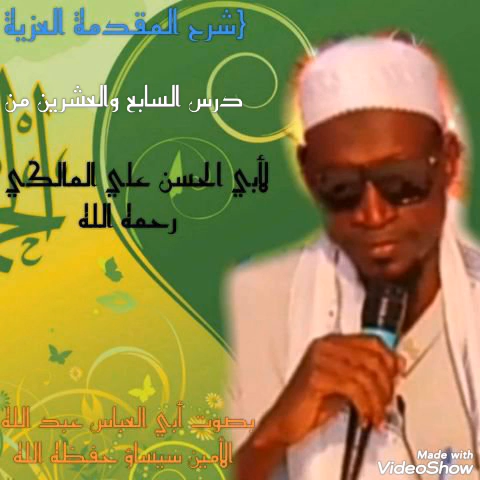 {شرح المقدمة العزية
درس السابع والعشرين من
لأبي الحسن علي المالكي
رحمه الله
بصوت أبي العباس عبد الله
الأمين سيساو حفظه الله
Made with
VideoShow